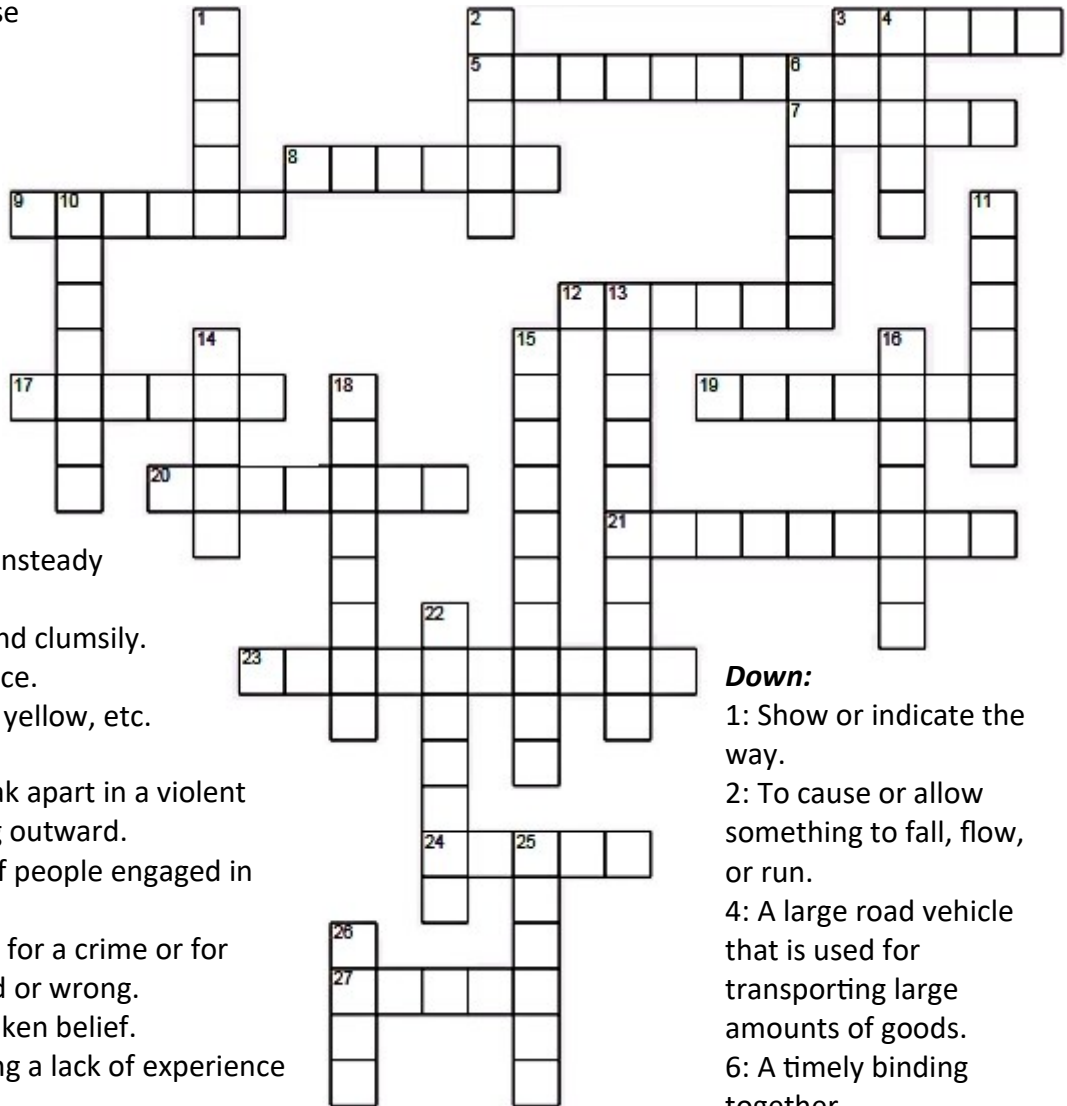 se
1 2 3 4
5 6
7
8
9 10 11
12 13
14 15 16
17 18 19
20
21
22
23
24 25
26
27
nsteady
nd clumsily.
ce.
yellow, etc.
ak apart in a violent
g outward.
f people engaged in
for a crime or for
d or wrong.
ken belief.
ng a lack of experience
Down:
1: Show or indicate the
way.
2: To cause or allow
something to fall, flow,
or run.
4: A large road vehicle
that is used for
transporting large
amounts of goods.
6: A timely binding
together